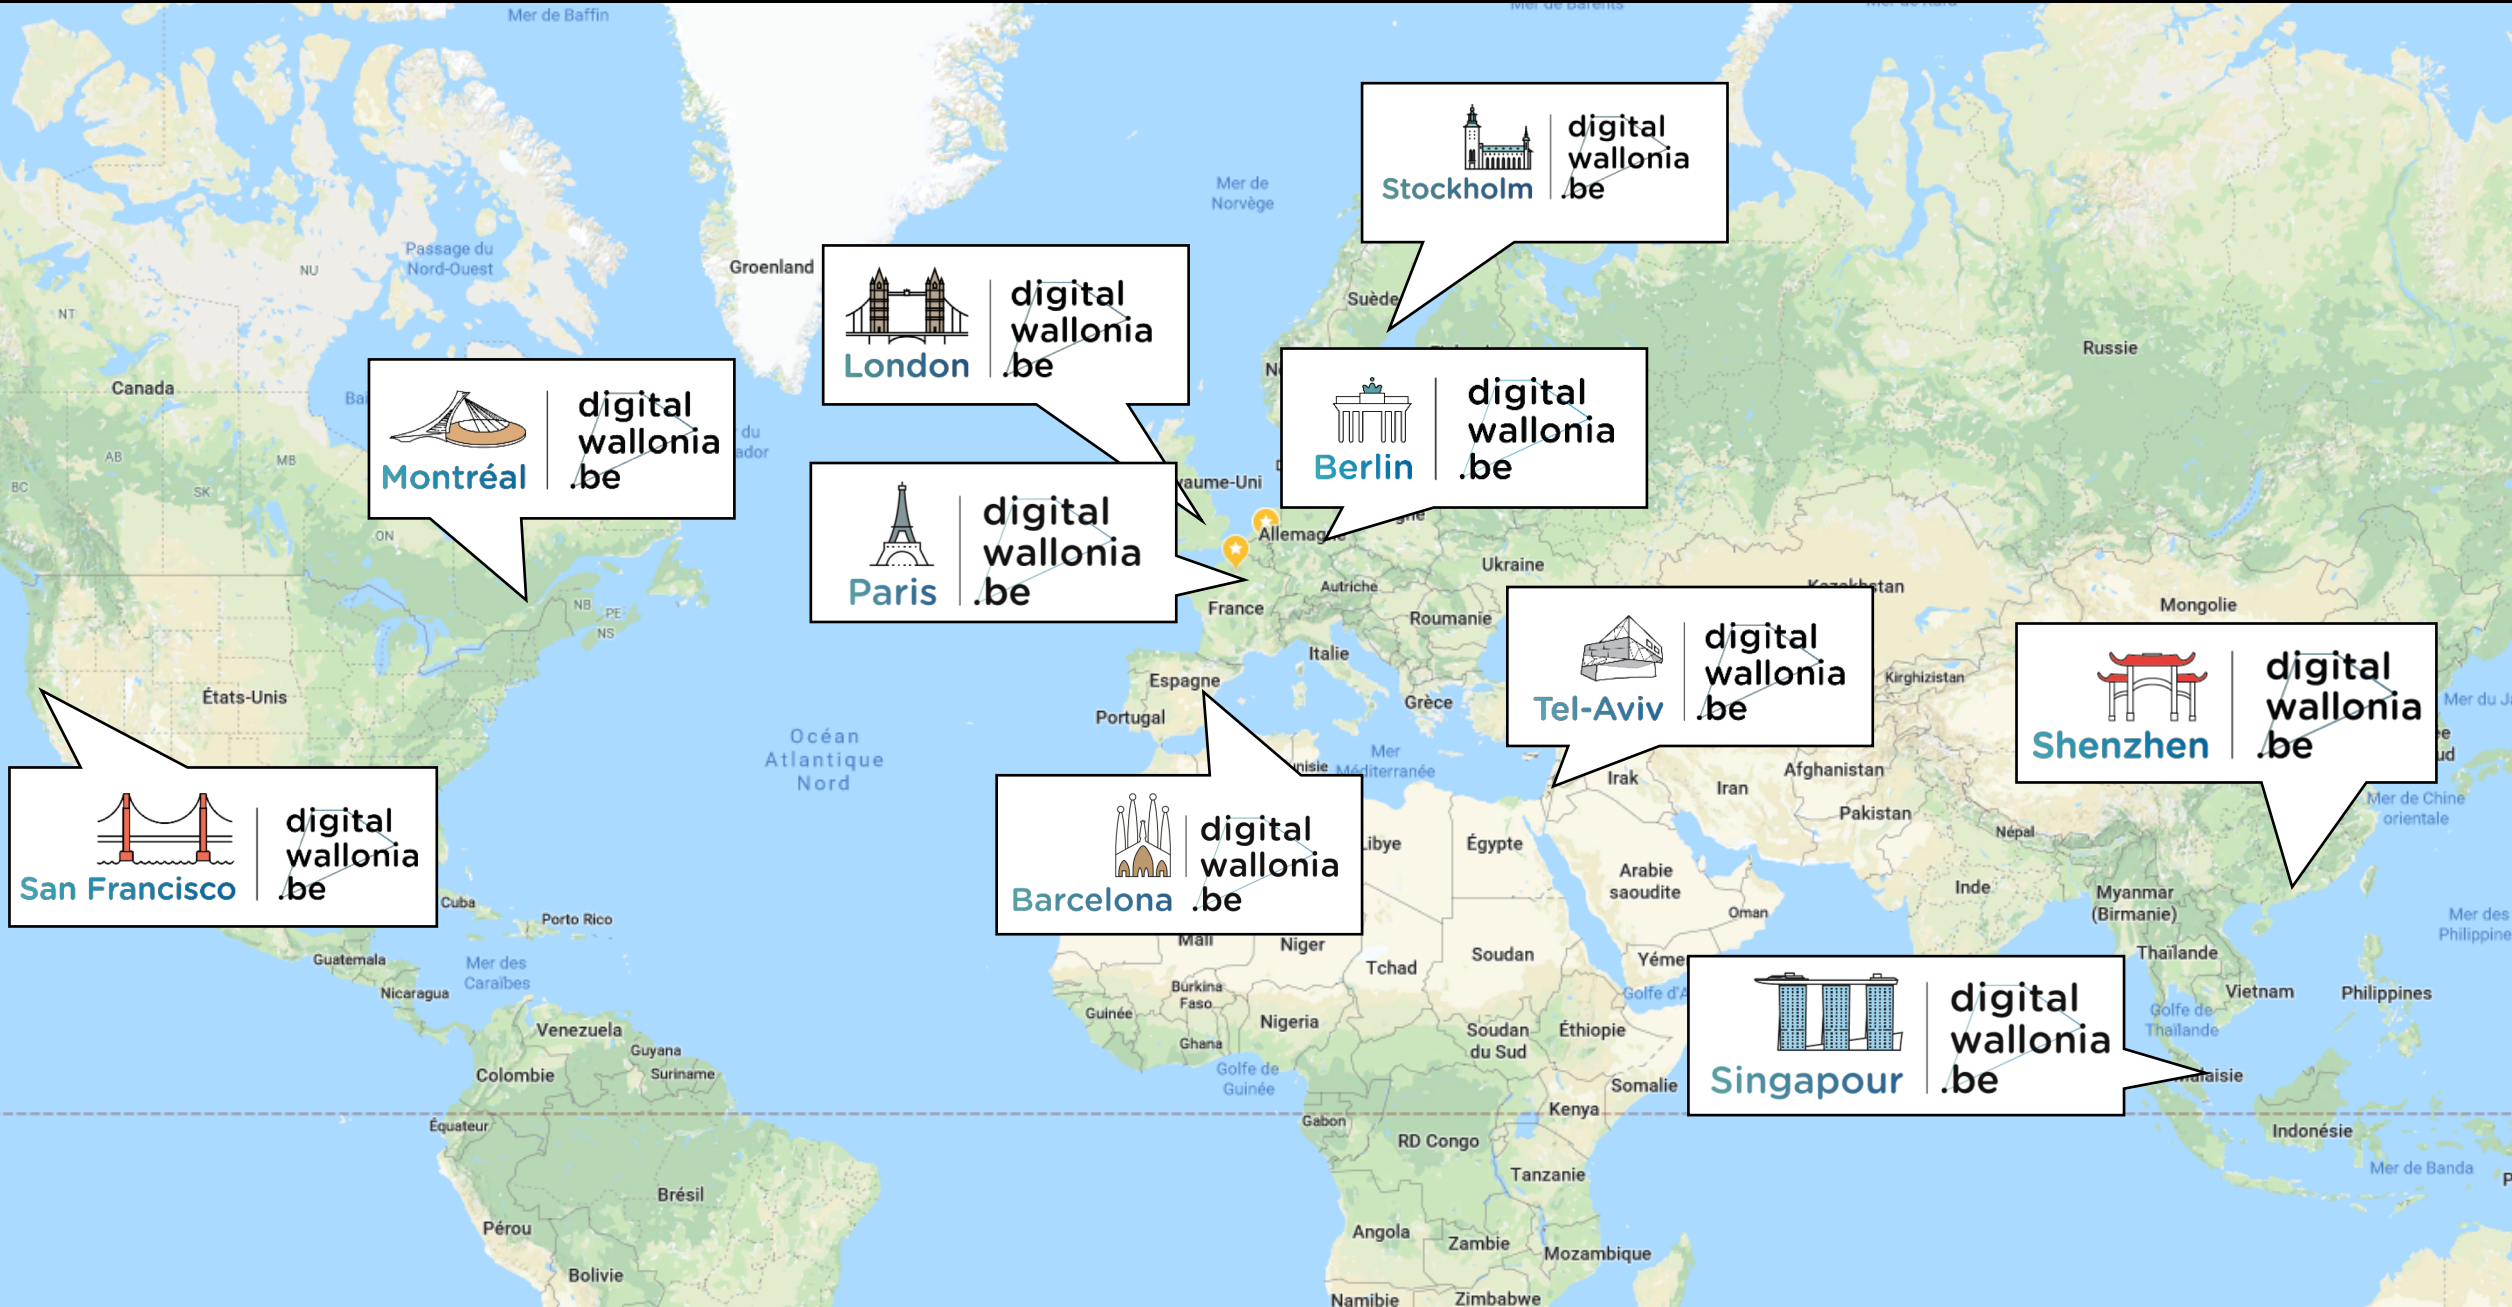 Mer de Baffin
Mer de Barents
Mer de Kara
Stockholm
digital
wallonia
.be
Mer de
Norvège
Passage du
Nord-Ouest
NU
NT
Groenland
Suède
London
digital
wallonia
.be
Russie
Canada
Montréal
digital
wallonia
.be
Berlin
digital
wallonia
.be
AB
MB
BC
SK
ON
Paris
digital
wallonia
.be
Ukraine
Autriche
France
Roumanie
Italie
NB
PE
NS
Mongolie
Espagne
Portugal
Grèce
États-Unis
Tel-Aviv
digital
wallonia
.be
Kirghizistan
Shenzhen
digital
wallonia
.be
Océan
Atlantique
Nord
Mer
Méditerranée
Irak
Iran
Afghanistan
Pakistan
Népal
Mer de Chine
orientale
San Francisco
digital
wallonia
.be
Barcelona
digital
wallonia
.be
Libye
Égypte
Arabie
saoudite
Oman
Inde
Myanmar
(Birmanie)
Cuba
Porto Rico
Guatemala
Mer des
Caraïbes
Nicaragua
Mali
Niger
Tchad
Soudan
Thaïlande
Vietnam
Philippines
Golfe de
Thaïlande
Singapour
digital
wallonia
.be
Burkina
Faso
Guinée
Nigeria
Ghana
Soudan
du Sud
Éthiopie
Venezuela
Guyana
Suriname
Colombie
Golfe de
Guinée
Somalie
Kenya
Équateur
Gabon
RD Congo
Indonésie
Mer de Banda
Tanzanie
Brésil
Pérou
Angola
Zambie
Mozambique
Bolivie
Namibie
Zimbabwe